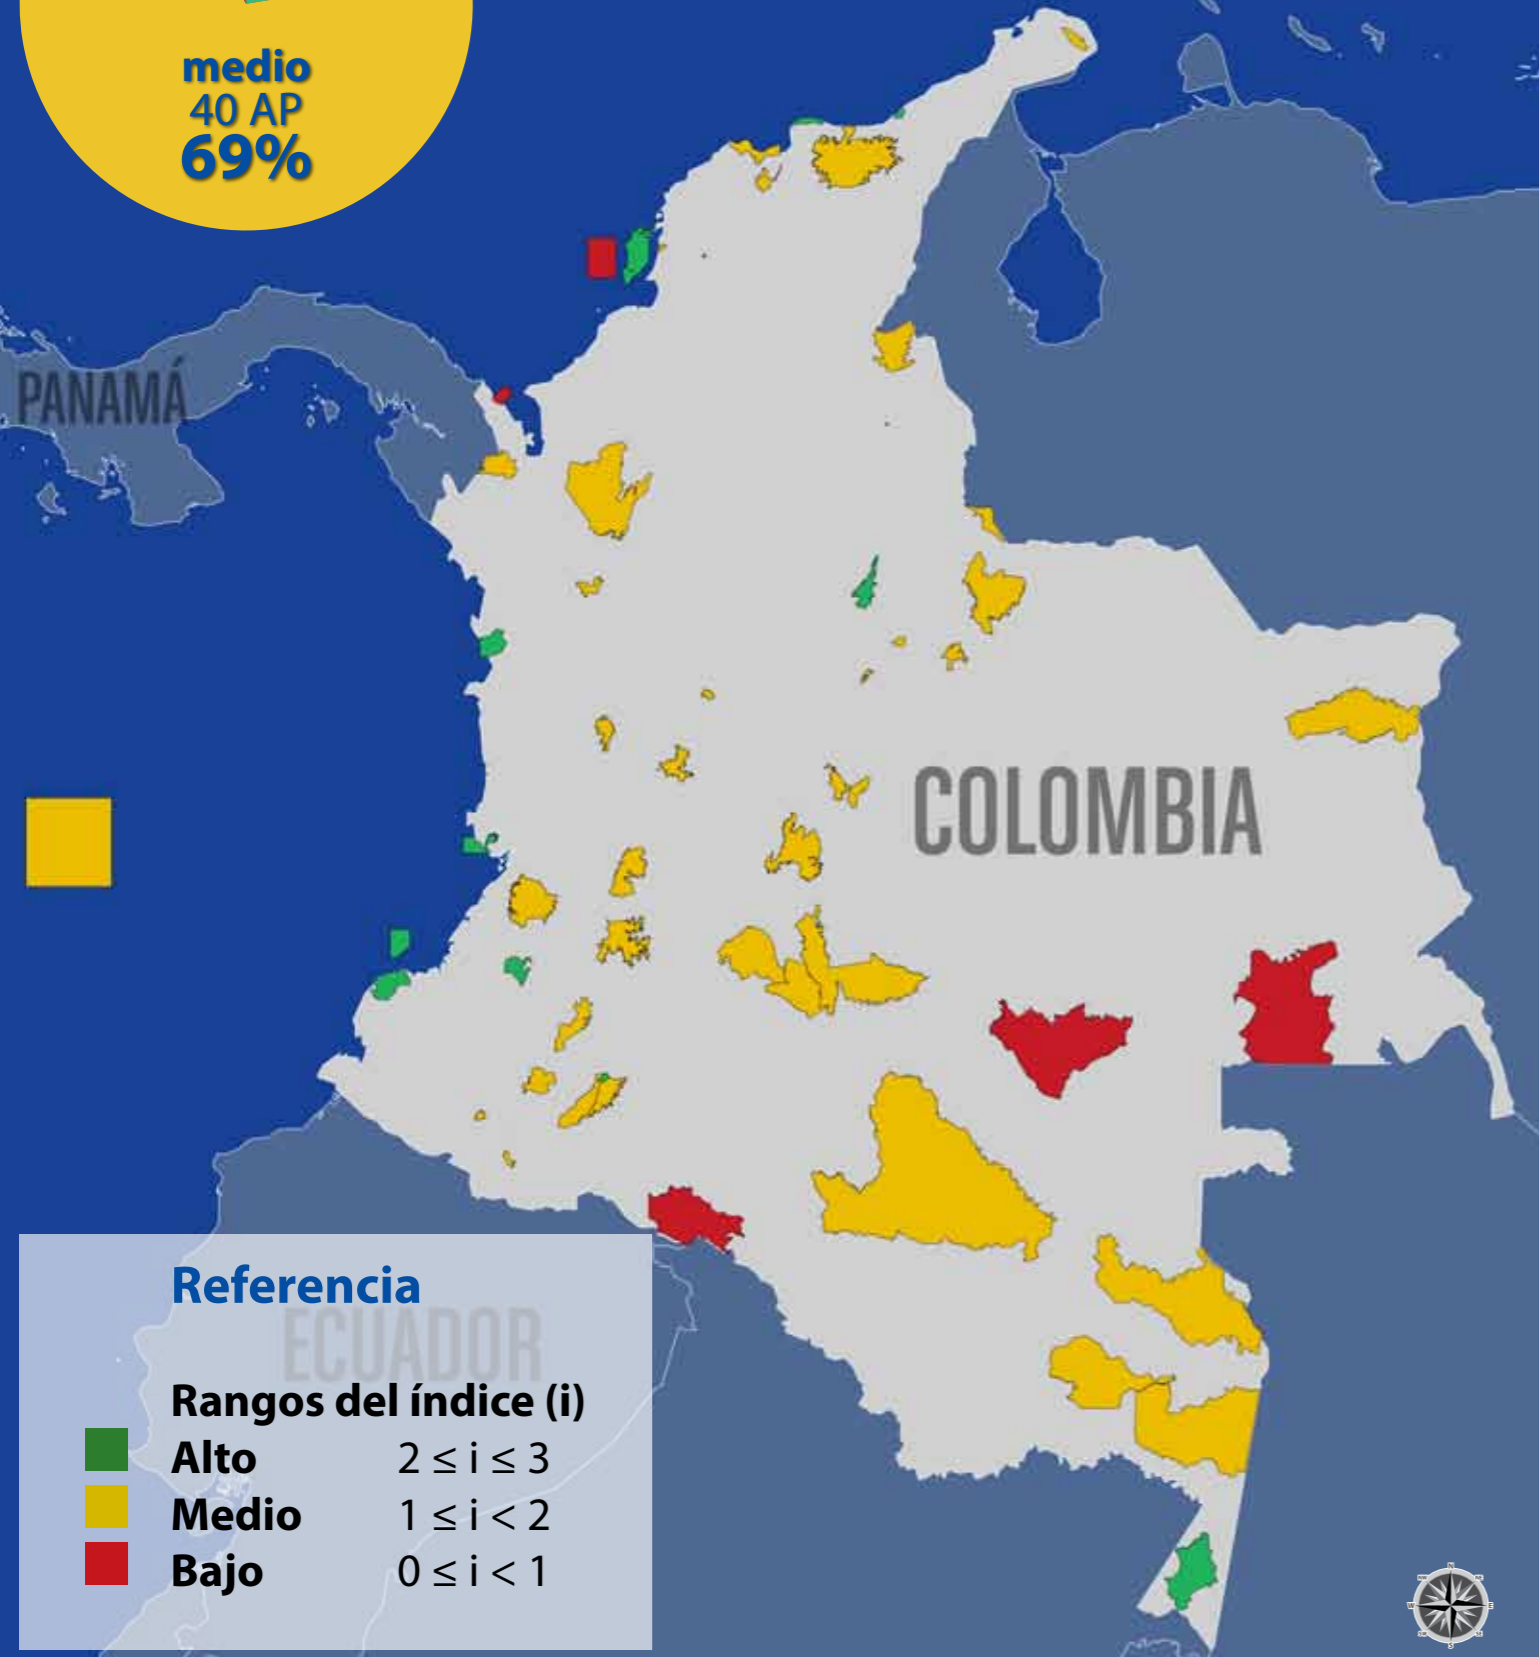 medio
40 AP
69%
PANAMÁ
COLOMBIA
Referencia
ECUADOR
Rangos del índice (i)
Alto 2 ≤ i ≤ 3
Medio 1 ≤ i < 2
Bajo 0 ≤ i < 1
N
W
E
S